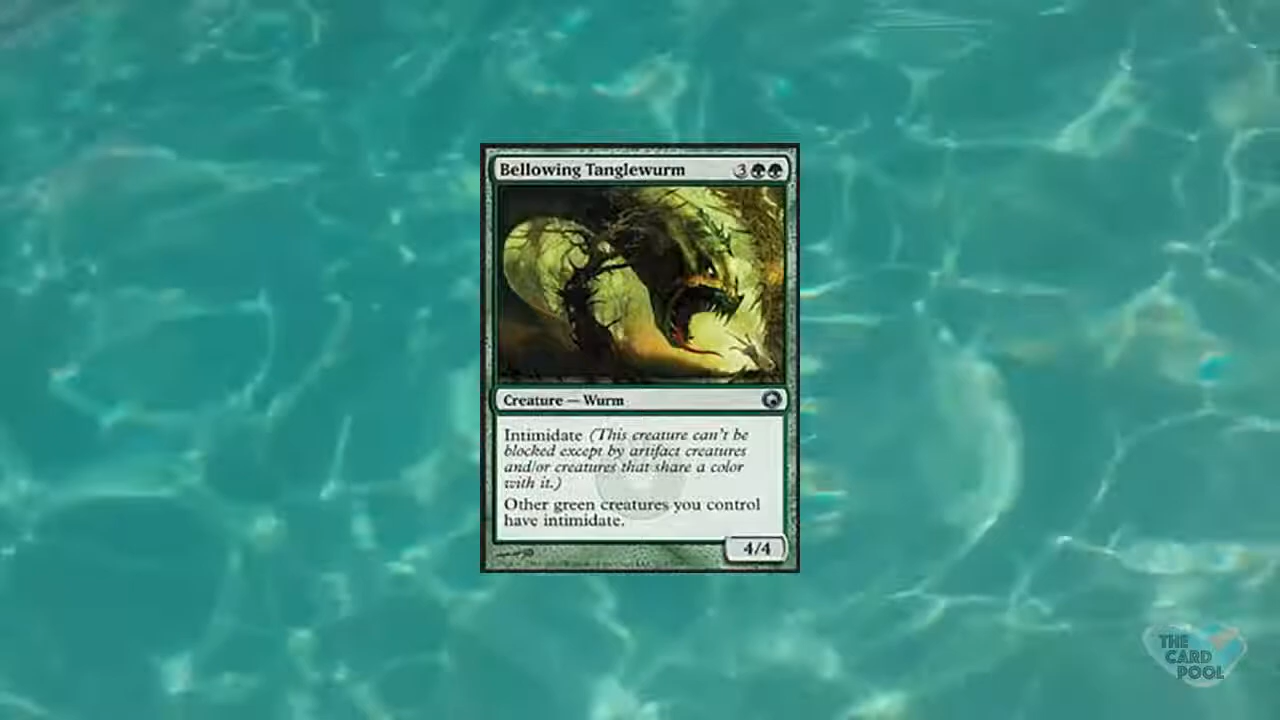 Bellowing Tanglewurm 3
Creature — Wurm
Intimidate (This creature can't be
blocked except by artifact creatures
and/or creatures that share a color
with it.)
Other green creatures you control
have intimidate.
4/4
THE
CARD
POOL